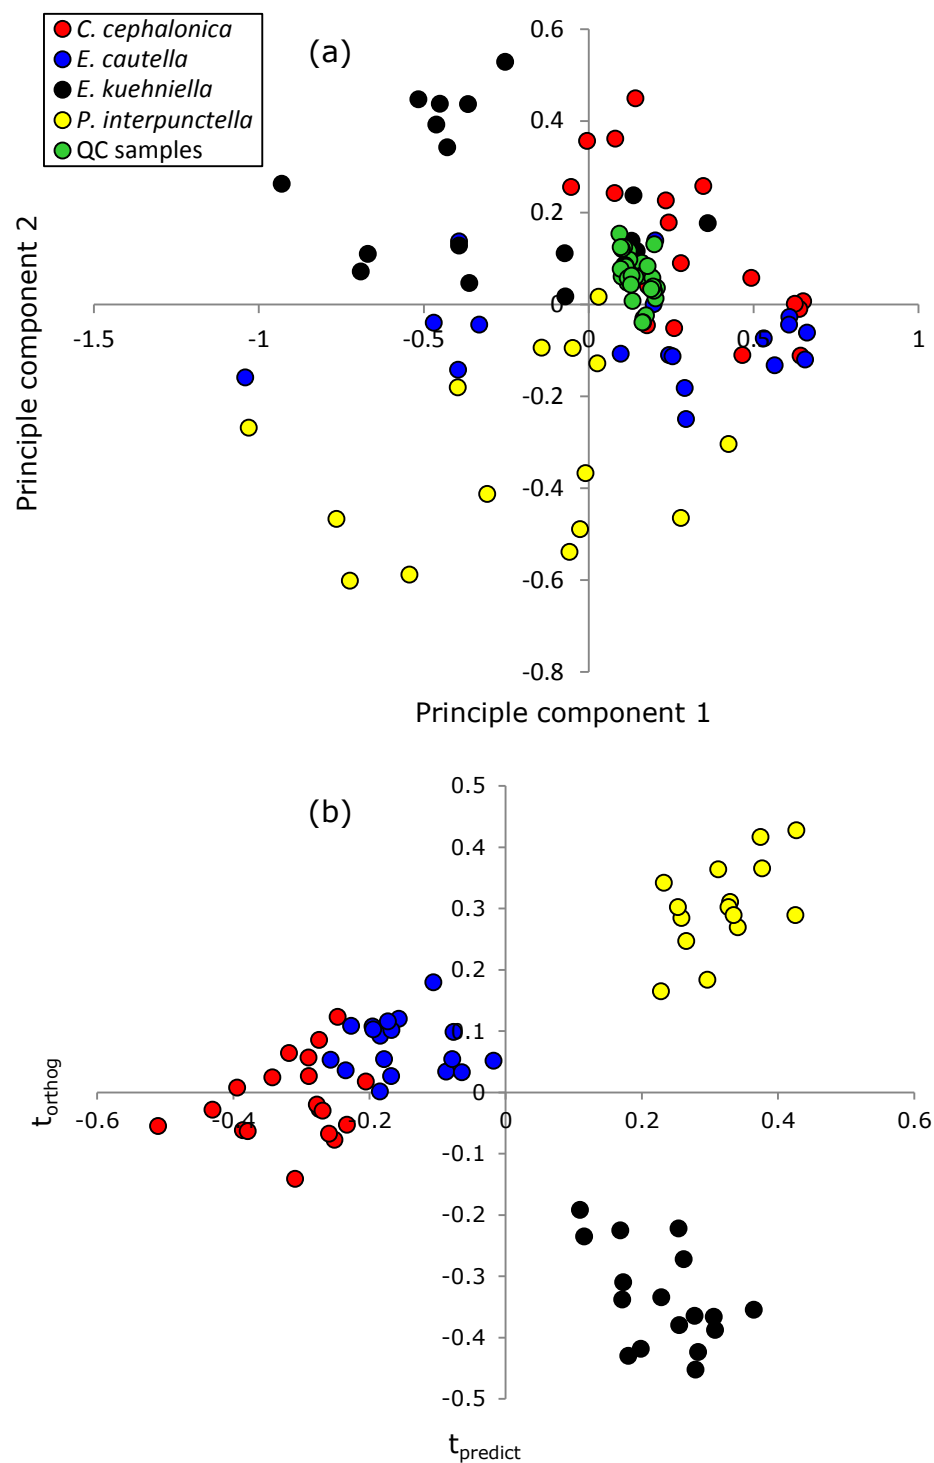 C. cephalonica
E. cautella
E. kuehniella
P. interpunctella
QC samples
(a)
0.6
0.4
0.2
0
-0.2
-0.4
-0.6
-0.8
-1.5
-1
-0.5
0
0.5
1
Principle component 2
Principle component 1
(b)
0.5
0.4
0.3
0.2
0.1
0
-0.1
-0.2
-0.3
-0.4
-0.5
-0.6
-0.4
-0.2
0
0.2
0.4
0.6
t_orthog
t_predict